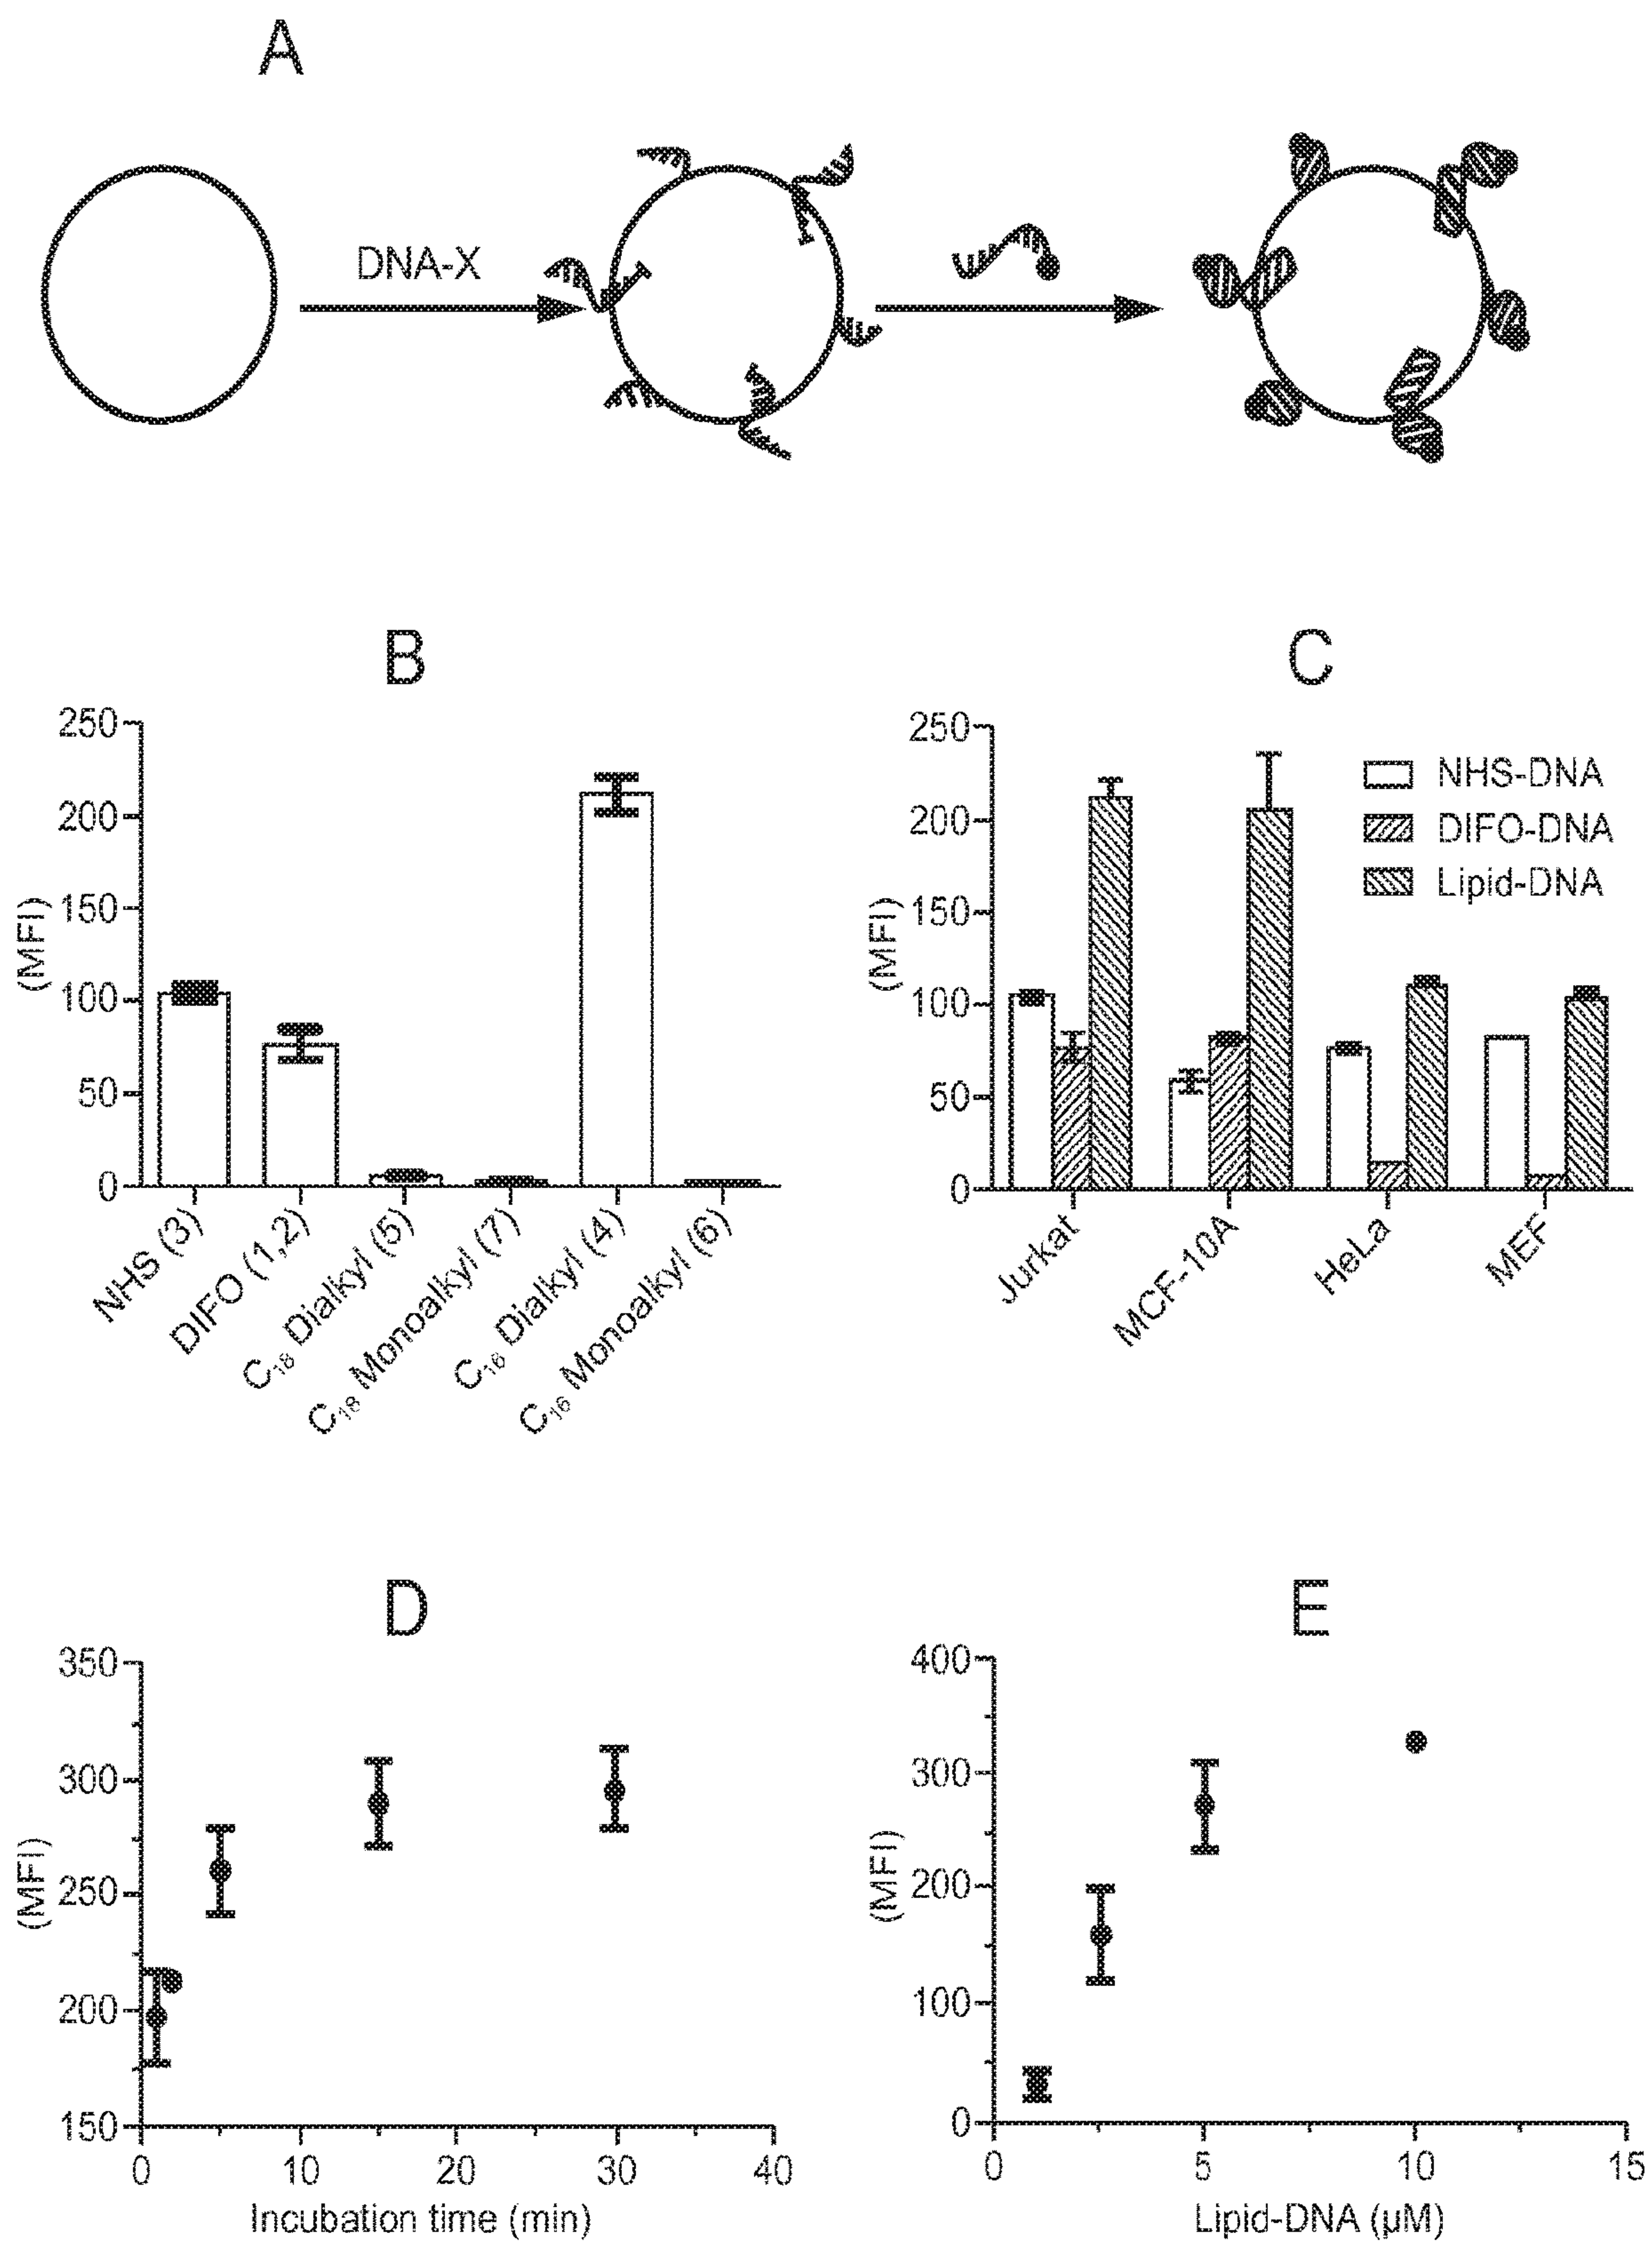 A
DNA-X
B
250
200
150
100
50
0
(MFI)
NHS (3)
DIFO (1,2)
C₁₈ Dialkyl (5)
C₁₈ Monoalkyl (7)
C₁₆ Dialkyl (4)
C₁₆ Monoalkyl (6)
C
250
200
150
100
50
0
(MFI)
NHS-DNA
DIFO-DNA
Lipid-DNA
Jurkat
MCF-10A
HeLa
MEF
D
350
300
250
200
150
(MFI)
0 10 20 30 40
Incubation time (min)
E
400
300
200
100
0
(MFI)
0 5 10 15
Lipid-DNA (µM)